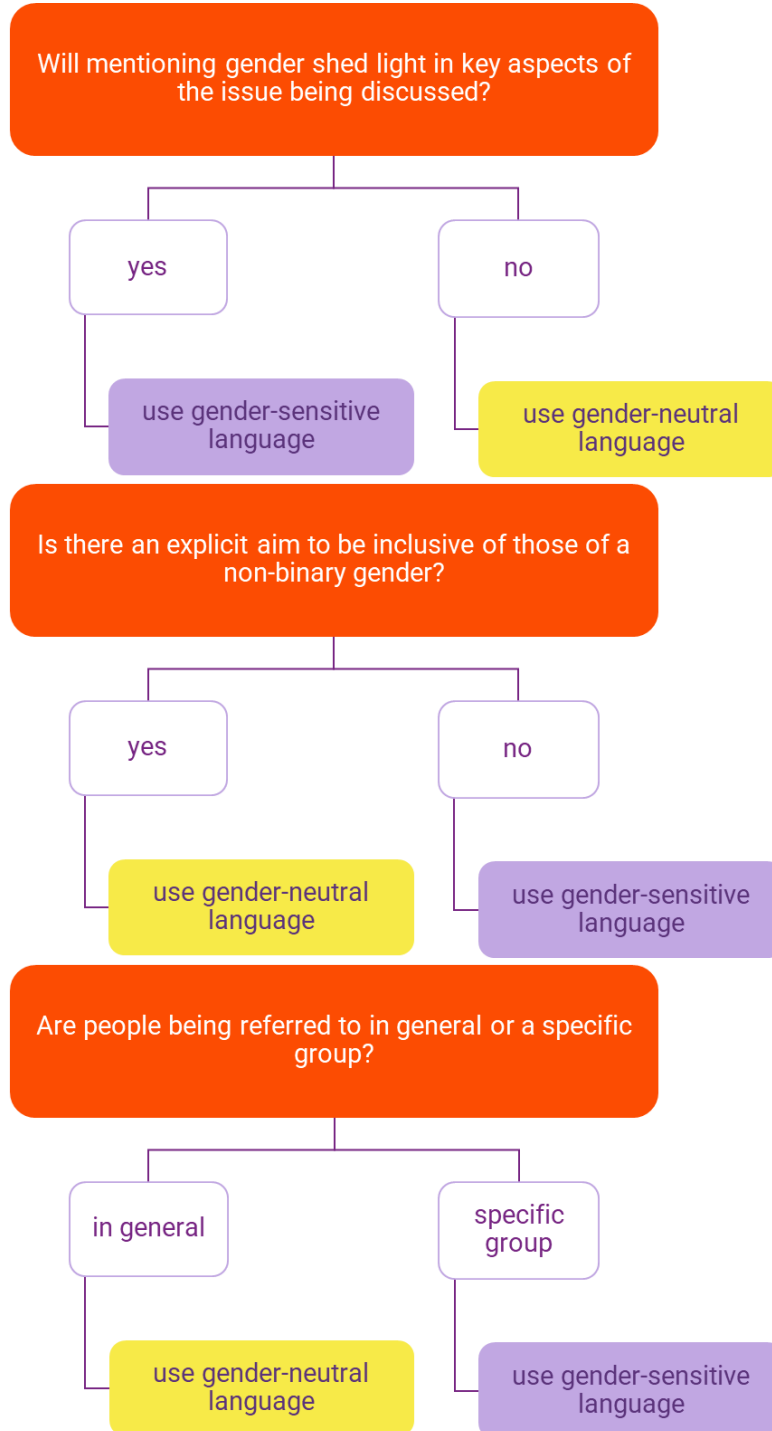 Will mentioning gender shed light in key aspects of
the issue being discussed?
yes
no
use gender-sensitive
language
use gender-neutral
language
Is there an explicit aim to be inclusive of those of a
non-binary gender?
yes
no
use gender-neutral
language
use gender-sensitive
language
Are people being referred to in general or a specific
group?
in general
specific
group
use gender-neutral
language
use gender-sensitive
language